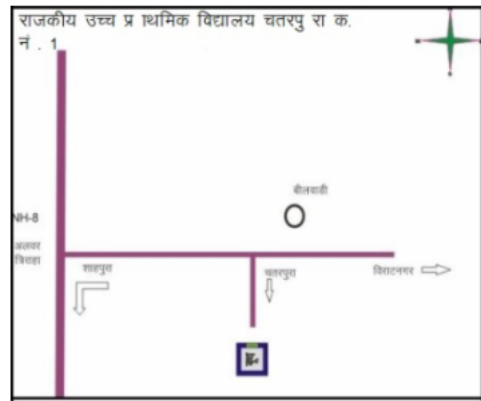 राजकीय उच्च प्राथमिक विद्यालय चतरपुरा क.
नं. 1
बीलवाडी
NH-8
अलवर
तिराहा
शाहपुरा
चतरपुरा
विराटनगर